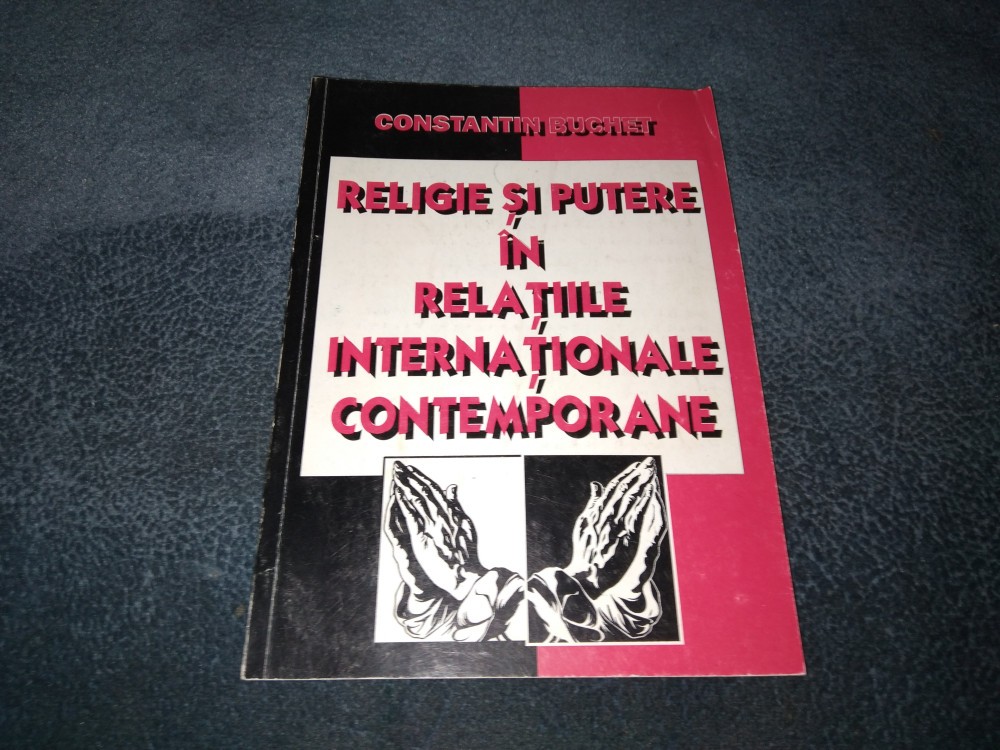 CONSTANTIN BUCHET
RELIGIE ȘI PUTERE
ÎN
RELAȚIILE
INTERNAȚIONALE
CONTEMPORANE